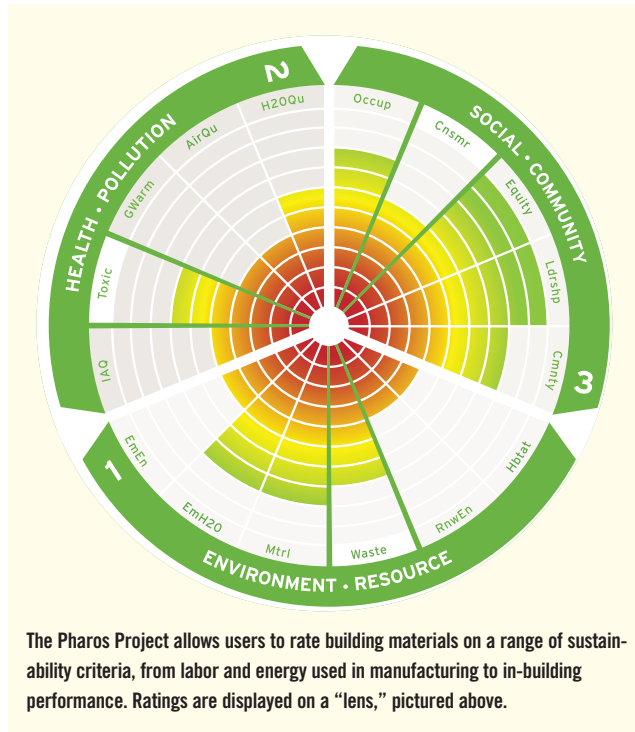 2
HEALTH • POLLUTION
H2OQu
AirQu
GWarm
Toxic
IAQ
SOCIAL • COMMUNITY
3
Occup
Cnsmr
Equity
Ldrshp
Cmnty
1
ENVIRONMENT • RESOURCE
EmEn
EmH2O
Mtrl
Waste
RnwEn
Hbtat
The Pharos Project allows users to rate building materials on a range of sustain-
ability criteria, from labor and energy used in manufacturing to in-building
performance. Ratings are displayed on a “lens,” pictured above.